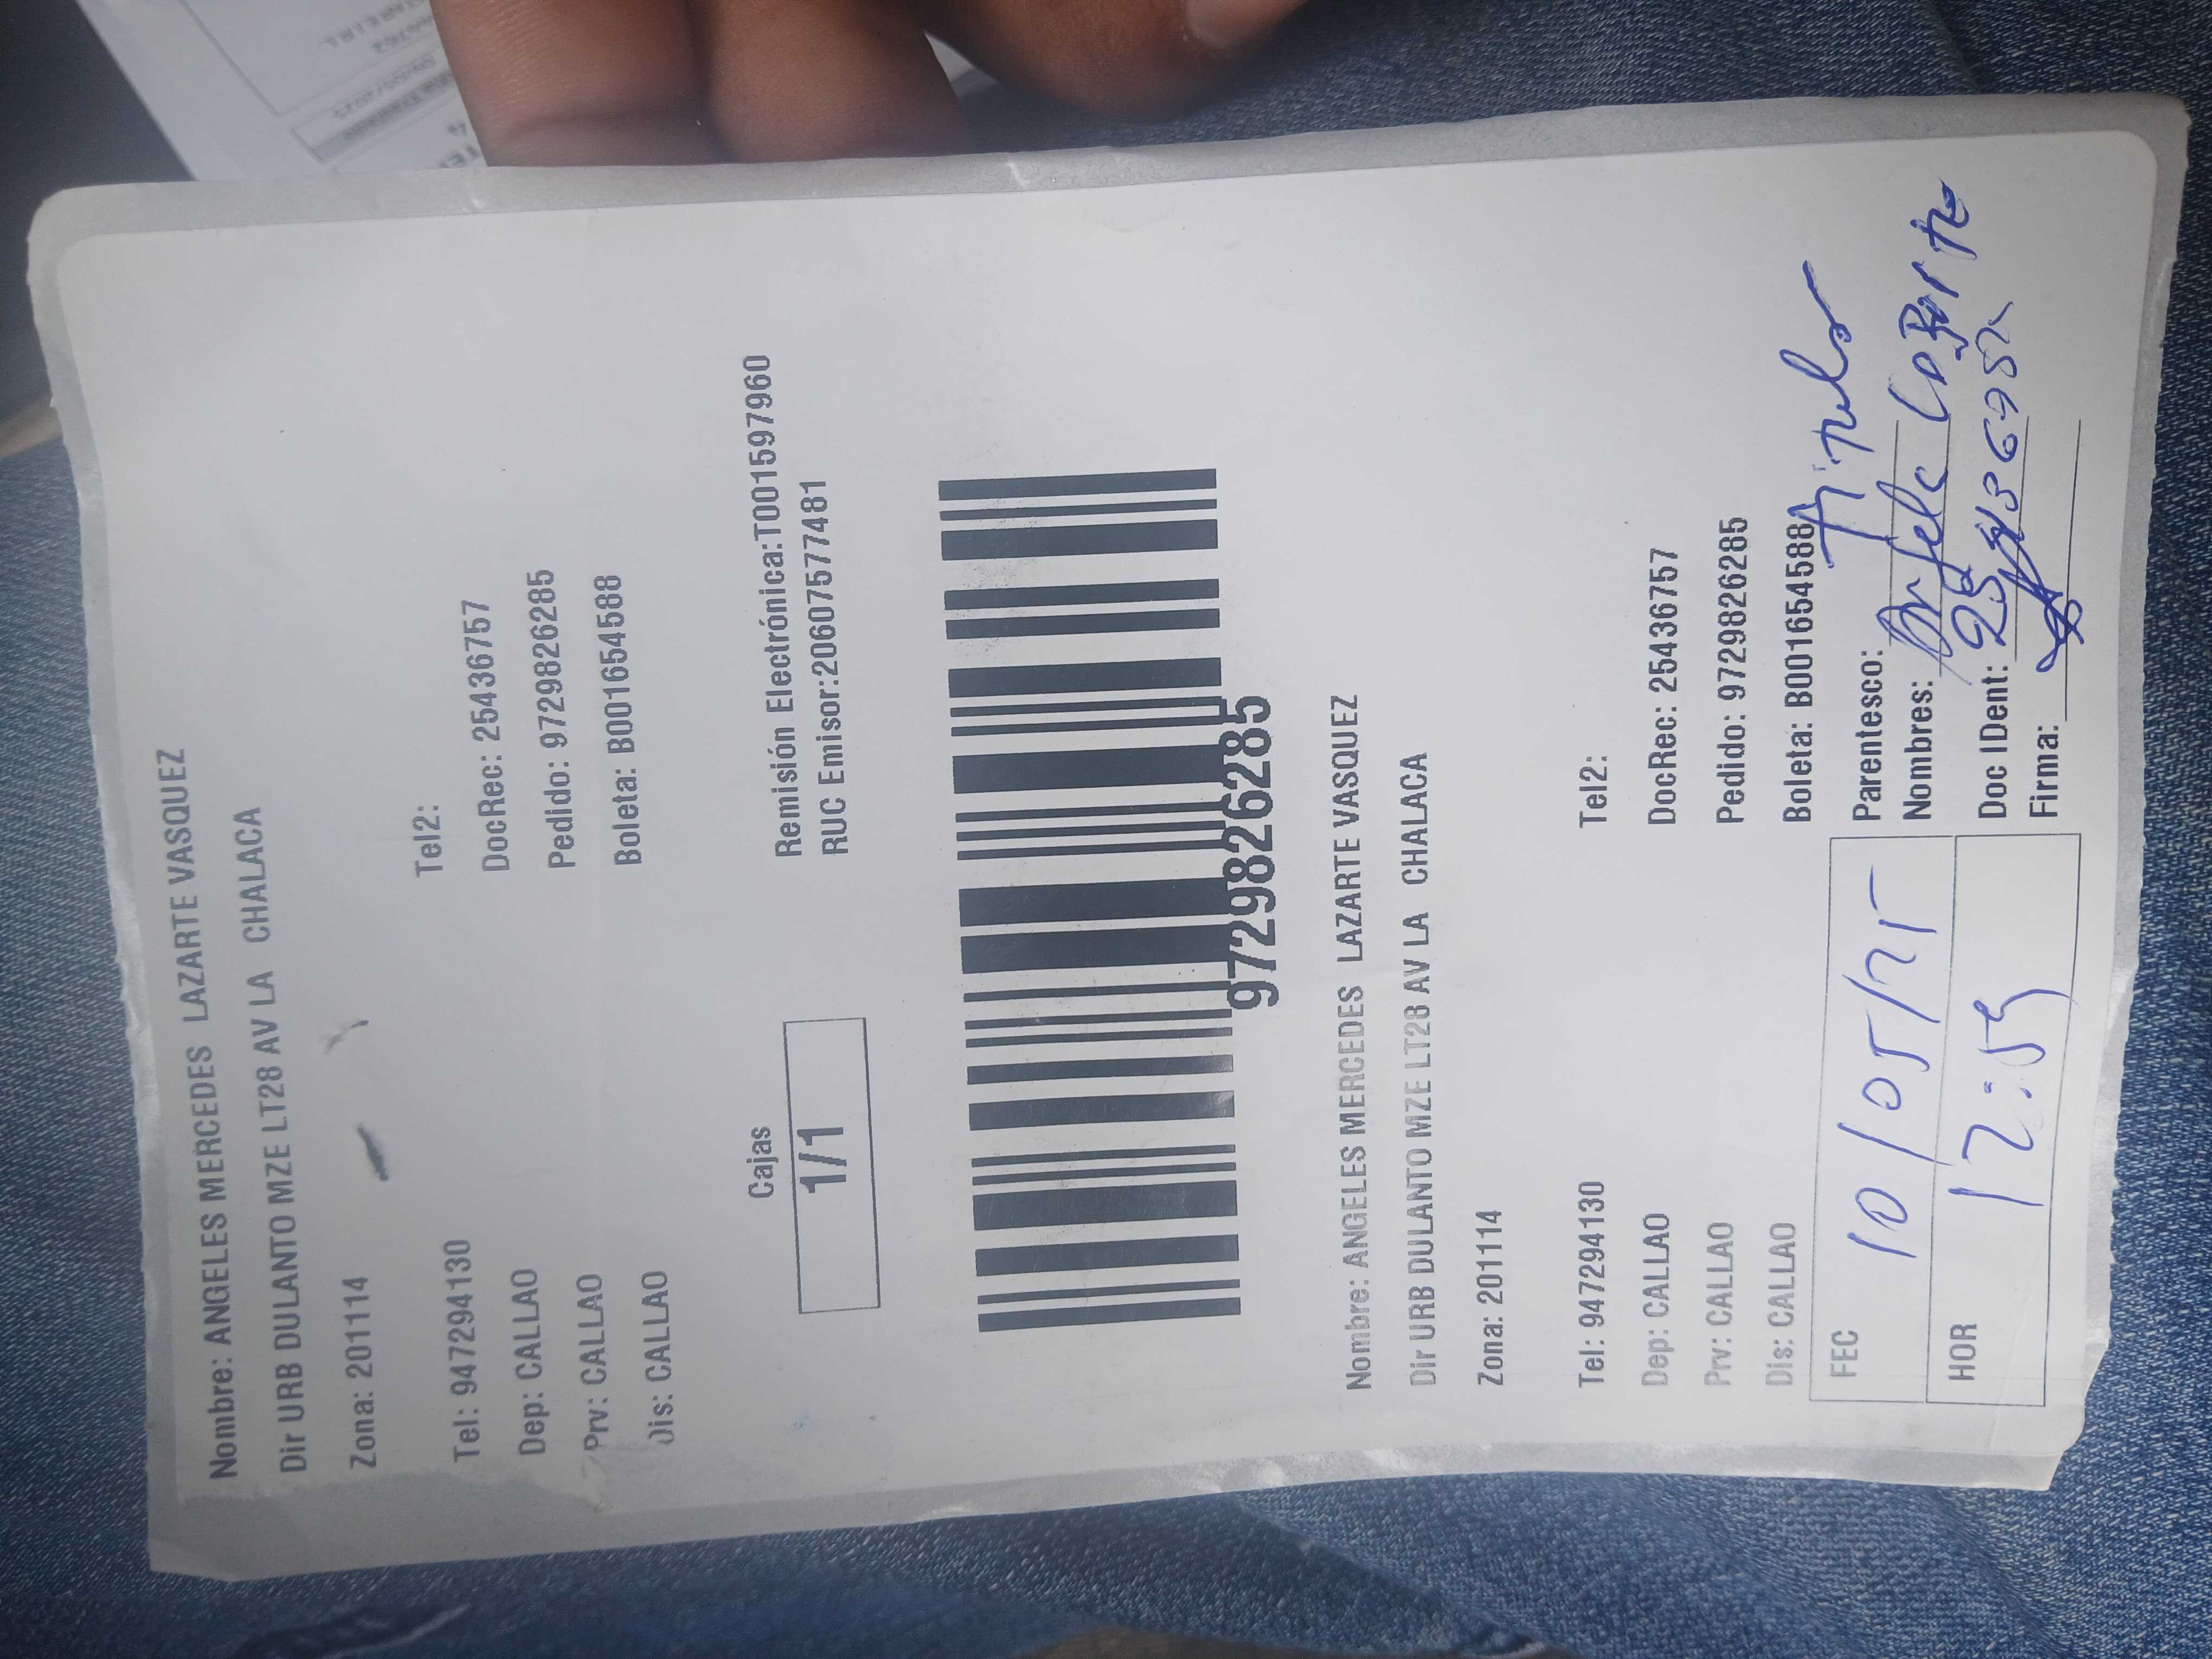 Nombre: ANGELES MERCEDES LAZARTE VASQUEZ
Dir URB DULANTO MZE LT28 AV LA CHALACA
Zona: 201114
Tel: 947294130 Tel2:
Dep: CALLAO DocRec: 25436757
Prv: CALLAO Pedido: 9729826285
Dis: CALLAO Boleta: B001654588
Cajas
1/1
Remisión Electrónica:T001597960
RUC Emisor:20607577481
9729826285
Nombre: ANGELES MERCEDES LAZARTE VASQUEZ
Dir URB DULANTO MZE LT28 AV LA CHALACA
Zona: 201114
Tel: 947294130 Tel2:
Dep: CALLAO DocRec: 25436757
Prv: CALLAO Pedido: 9729826285
Dis: CALLAO Boleta: B001654588
FEC 10/05/25
HOR 12:59
Parentesco:
Nombres:
Doc IDent:
Firma: